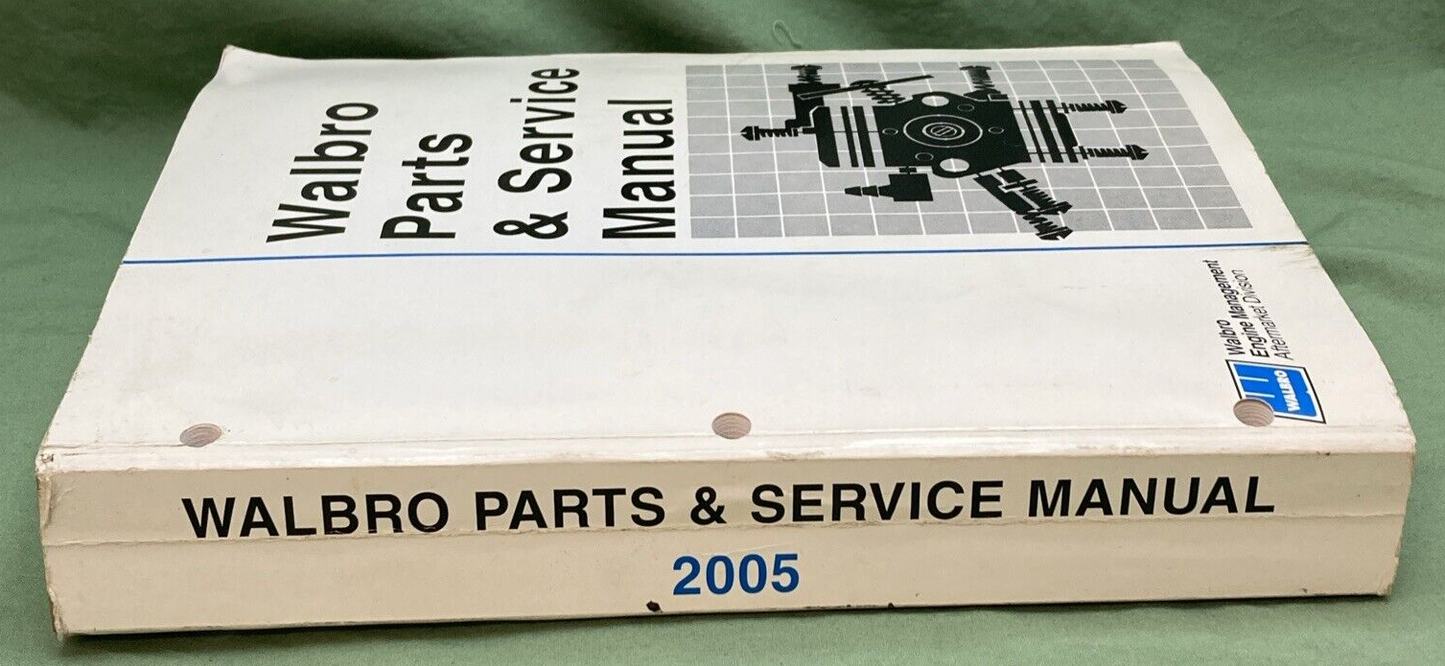 Walbro
Parts
& Service
Manual
Walbro
Engine Management
Aftermarket Division
WALBRO
WALBRO PARTS & SERVICE MANUAL
2005